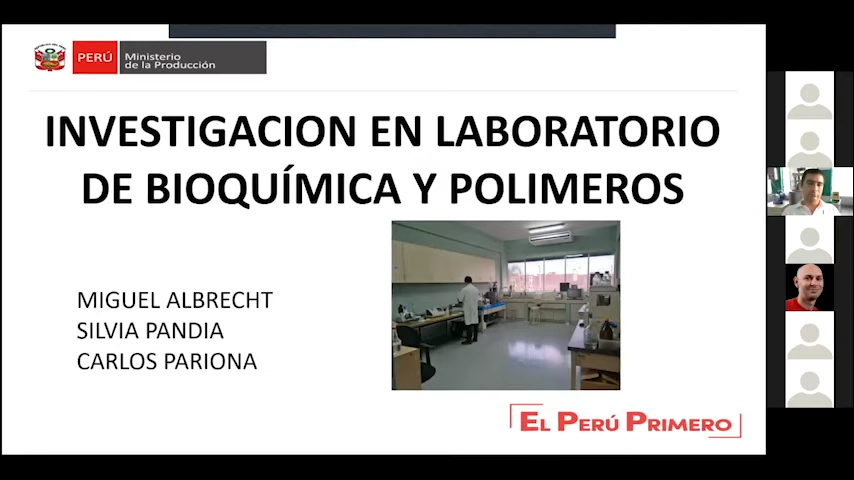 PERÚ
Ministerio
de la Producción
INVESTIGACION EN LABORATORIO
DE BIOQUÍMICA Y POLIMEROS
MIGUEL ALBRECHT
SILVIA PANDIA
CARLOS PARIONA
EL PERÚ PRIMERO